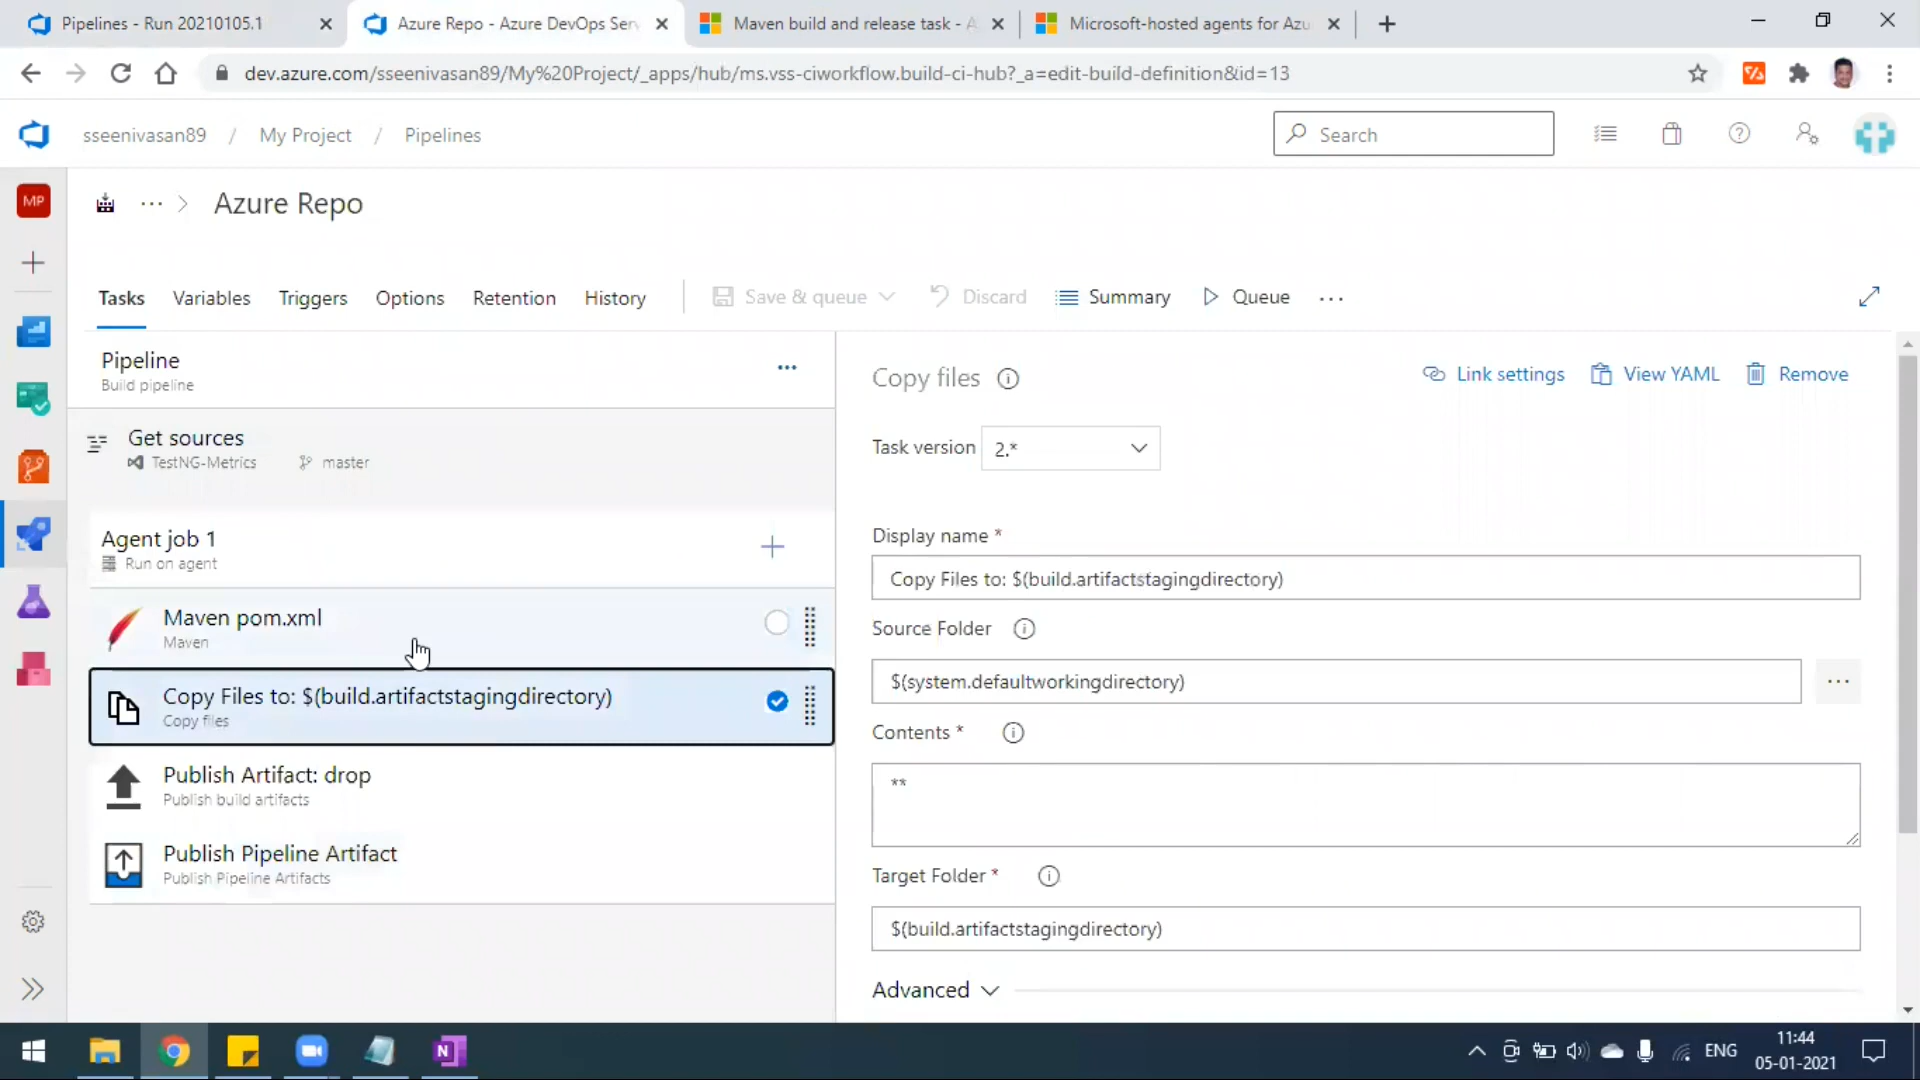 Pipelines - Run 20210105.1
Azure Repo - Azure DevOps Serv
Maven build and release task - A
Microsoft-hosted agents for Azu
dev.azure.com/sseenivasan89/My%20Project/_apps/hub/ms.vss-ciworkflow.build-ci-hub?_a=edit-build-definition&id=13
sseenivasan89 / My Project / Pipelines
Search
MP
... > Azure Repo
Tasks Variables Triggers Options Retention History
Save & queue Discard Summary Queue ...
Pipeline
Build pipeline
Get sources
TestNG-Metrics master
Agent job 1
Run on agent
Maven pom.xml
Maven
Copy Files to: $(build.artifactstagingdirectory)
Copy files
Publish Artifact: drop
Publish build artifacts
Publish Pipeline Artifact
Publish Pipeline Artifacts
Copy files
Link settings View YAML Remove
Task version 2.*
Display name *
Copy Files to: $(build.artifactstagingdirectory)
Source Folder
$(system.defaultworkingdirectory)
Contents *
**
Target Folder *
$(build.artifactstagingdirectory)
Advanced
N
ENG
11:44
05-01-2021